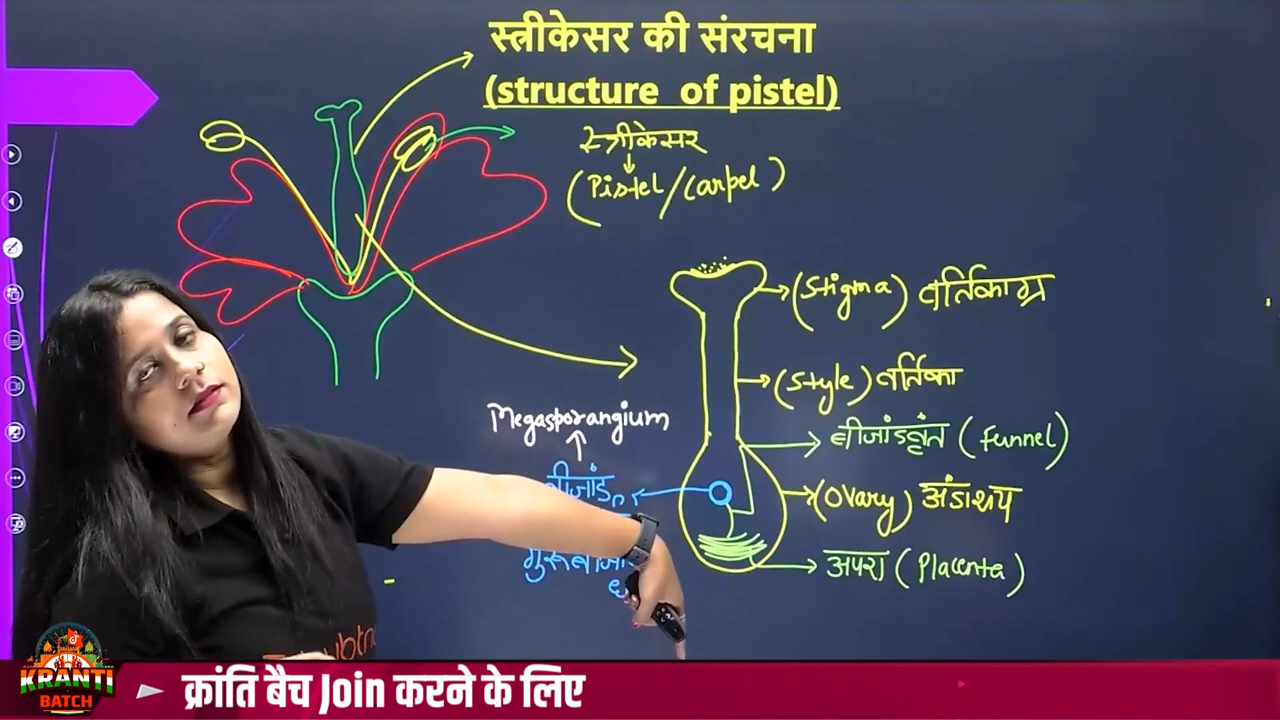 स्त्रीकेसर की संरचना
(structure of pistel)
स्त्रीकेसर
(Pistel/Carpel)
(Stigma) वर्तिकाग्र
(Style) वर्तिका
Megasporangium
बीजांडवृंत (funnel)
बीजांड
(Ovary) अंडाशय
अपरा (Placenta)
KRANTI
BATCH
क्रांति बैच Join करने के लिए